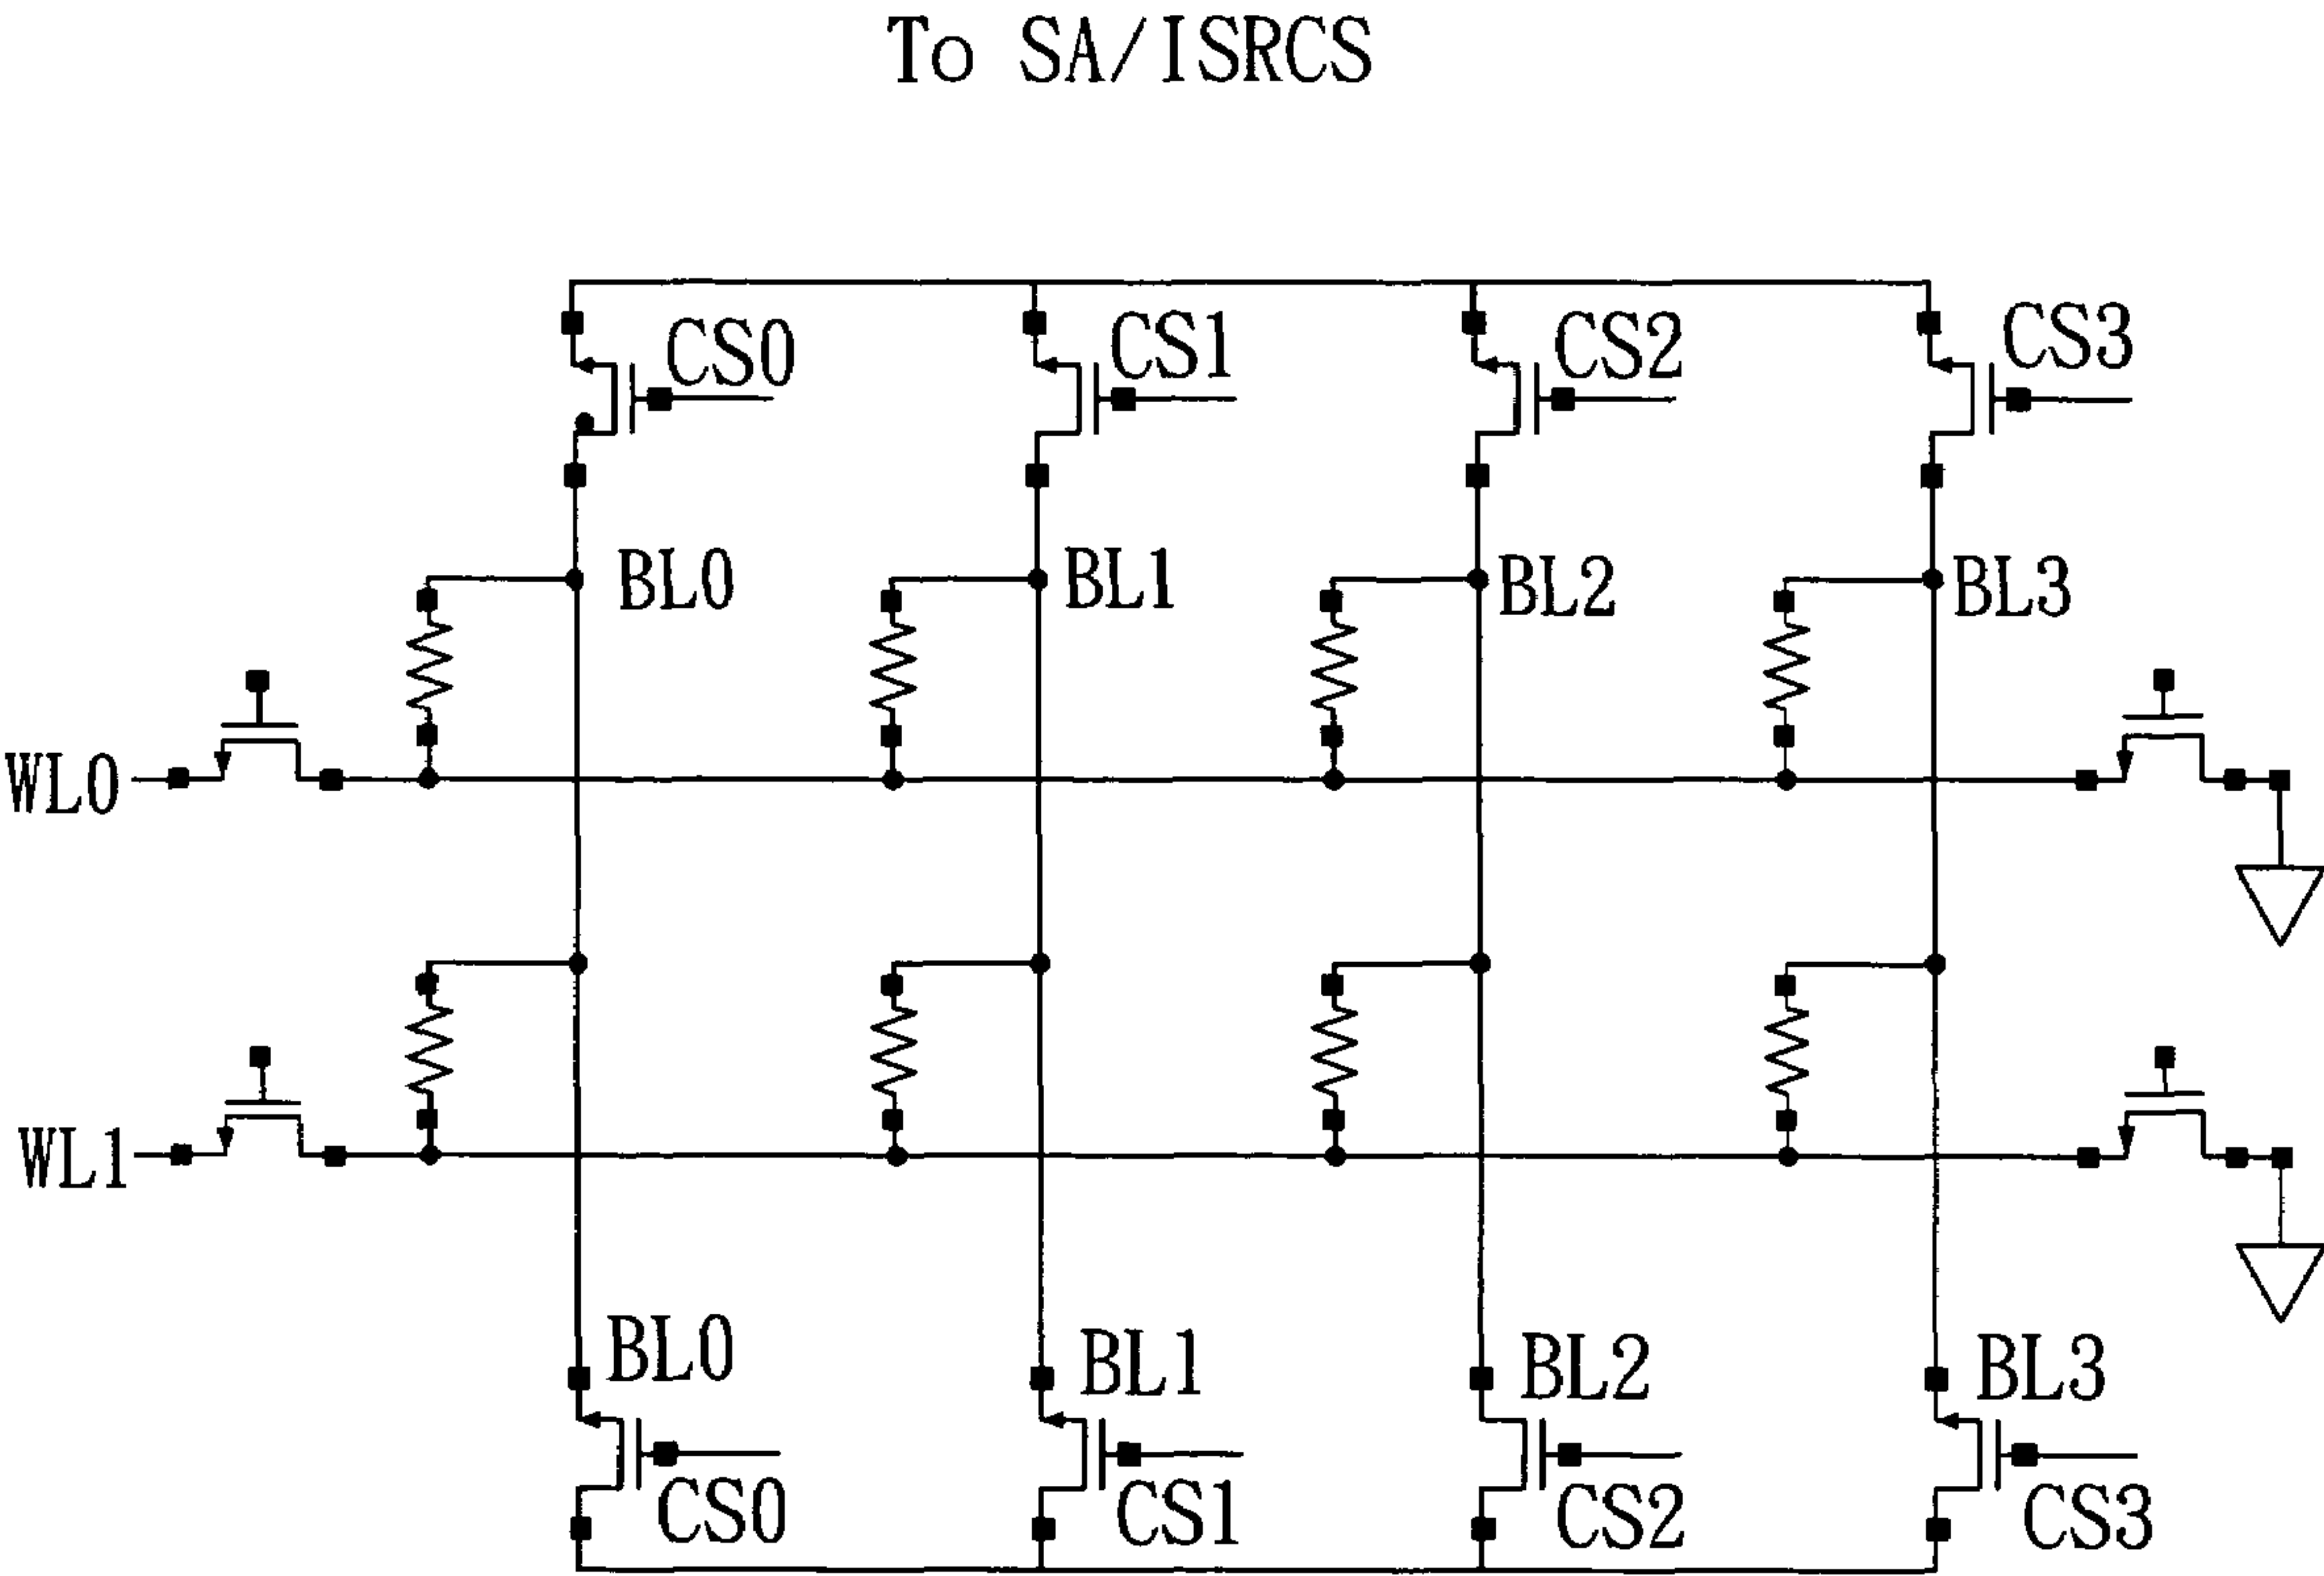 To SA/ISRCS
CS0 CS1 CS2 CS3
BL0 BL1 BL2 BL3
WL0
WL1
BL0 BL1 BL2 BL3
CS0 CS1 CS2 CS3